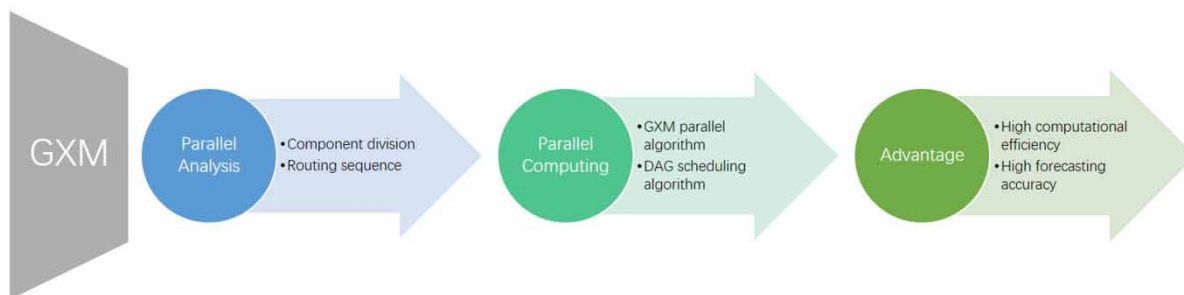 GXM
Parallel
Analysis
•Component division
•Routing sequence
Parallel
Computing
•GXM parallel
algorithm
•DAG scheduling
algorithm
Advantage
•High computational
efficiency
•High forecasting
accuracy